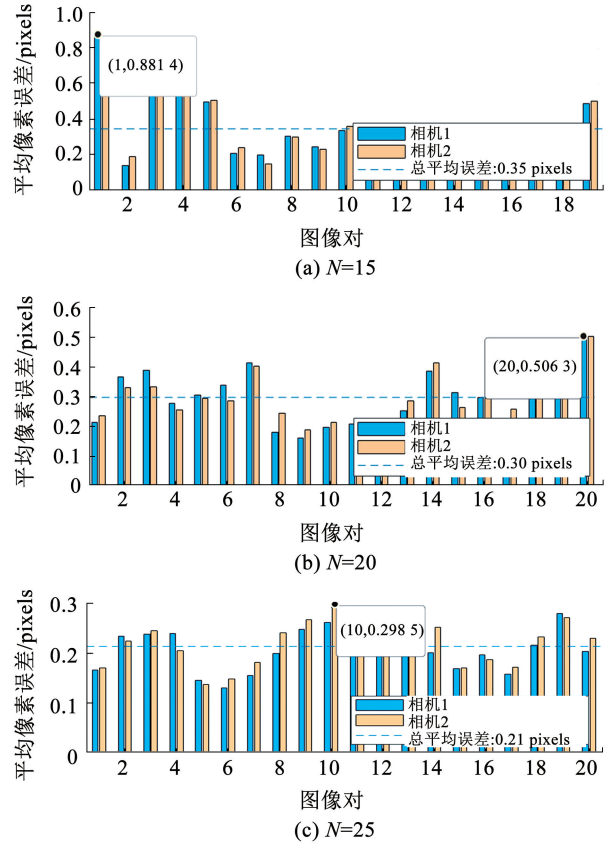 平均像素误差/pixels
1.0
0.8
0.6
0.4
0.2
0
(1,0.881 4)
相机1
相机2
总平均误差:0.35 pixels
2 4 6 8 10 12 14 16 18
图像对
(a) N=15
平均像素误差/pixels
0.6
0.5
0.4
0.3
0.2
0.1
0
(20,0.506 3)
相机1
相机2
总平均误差:0.30 pixels
2 4 6 8 10 12 14 16 18 20
图像对
(b) N=20
平均像素误差/pixels
0.3
0.2
0.1
0
(10,0.298 5)
相机1
相机2
总平均误差:0.21 pixels
2 4 6 8 10 12 14 16 18 20
图像对
(c) N=25